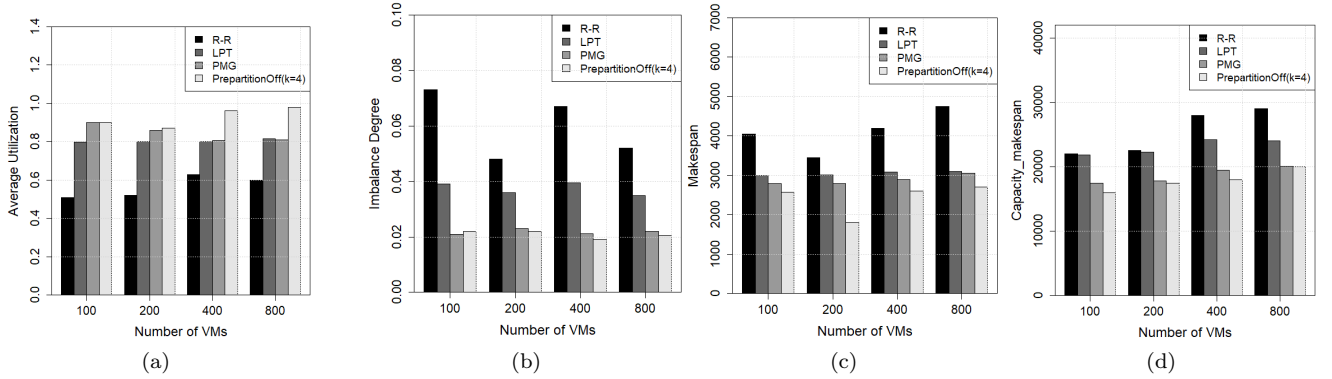 Average Utilization
1.4
1.2
1.0
0.8
0.6
0.4
0.2
0.0
R-R
LPT
PMG
PrepartitionOff(k=4)
100 200 400 800
Number of VMs
(a)
Imbalance Degree
0.10
0.08
0.06
0.04
0.02
0.00
R-R
LPT
PMG
PrepartitionOff(k=4)
100 200 400 800
Number of VMs
(b)
Makespan
7000
6000
5000
4000
3000
2000
1000
0
R-R
LPT
PMG
PrepartitionOff(k=4)
100 200 400 800
Number of VMs
(c)
Capacity_makespan
40000
30000
20000
10000
0
R-R
LPT
PMG
PrepartitionOff(k=4)
100 200 400 800
Number of VMs
(d)